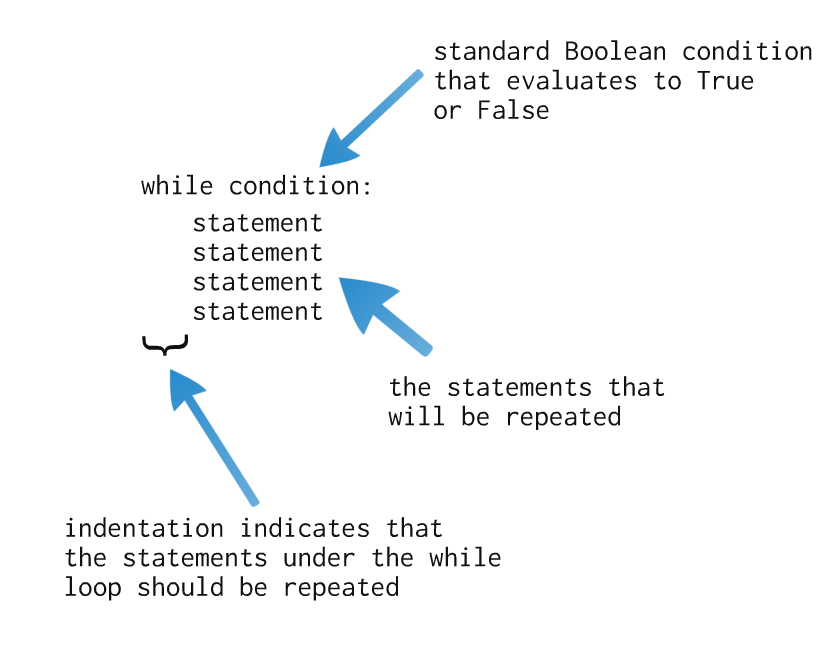 standard Boolean condition
that evaluates to True
or False
while condition:
statement
statement
statement
statement
the statements that
will be repeated
indentation indicates that
the statements under the while
loop should be repeated